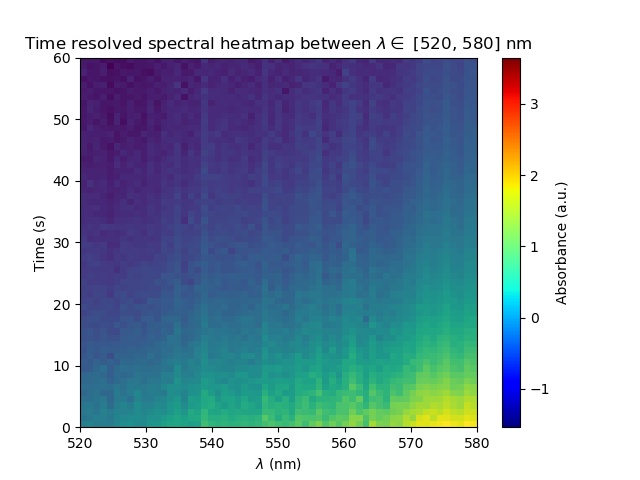 Time resolved spectral heatmap between λ ∈ [520, 580] nm
60
50
40
30
20
10
0
Time (s)
520 530 540 550 560 570 580
λ (nm)
3
2
1
0
−1
Absorbance (a.u.)